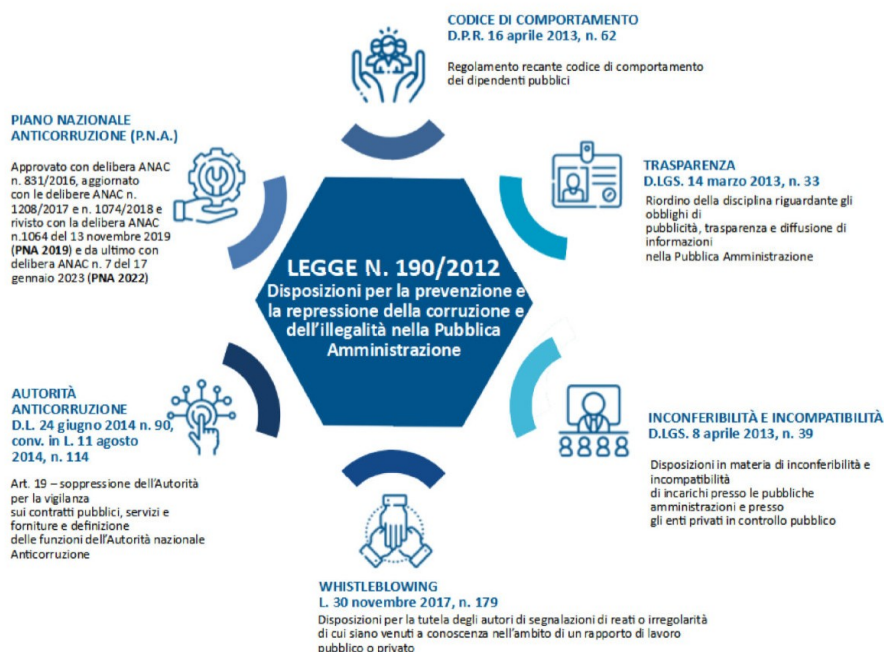 CODICE DI COMPORTAMENTO
D.P.R. 16 aprile 2013, n. 62
Regolamento recante codice di comportamento
dei dipendenti pubblici
PIANO NAZIONALE
ANTICORRUZIONE (P.N.A.)
Approvato con delibera ANAC
n. 831/2016, aggiornato
con le delibere ANAC n.
1208/2017 e n. 1074/2018 e
rivisto con la delibera ANAC
n.1064 del 13 novembre 2019
(PNA 2019) e da ultimo con
delibera ANAC n. 7 del 17
gennaio 2023 (PNA 2022)
TRASPARENZA
D.LGS. 14 marzo 2013, n. 33
Riordino della disciplina riguardante gli
obblighi di
pubblicità, trasparenza e diffusione di
informazioni
nella Pubblica Amministrazione
LEGGE N. 190/2012
Disposizioni per la prevenzione e
la repressione della corruzione e
dell'illegalità nella Pubblica
Amministrazione
AUTORITÀ
ANTICORRUZIONE
D.L. 24 giugno 2014 n. 90,
conv. in L. 11 agosto
2014, n. 114
Art. 19 – soppressione dell'Autorità
per la vigilanza
sui contratti pubblici, servizi e
forniture e definizione
delle funzioni dell'Autorità nazionale
Anticorruzione
INCONFERIBILITÀ E INCOMPATIBILITÀ
D.LGS. 8 aprile 2013, n. 39
Disposizioni in materia di inconferibilità e
incompatibilità
di incarichi presso le pubbliche
amministrazioni e presso
gli enti privati in controllo pubblico
WHISTLEBLOWING
L. 30 novembre 2017, n. 179
Disposizioni per la tutela degli autori di segnalazioni di reati o irregolarità
di cui siano venuti a conoscenza nell'ambito di un rapporto di lavoro
pubblico o privato